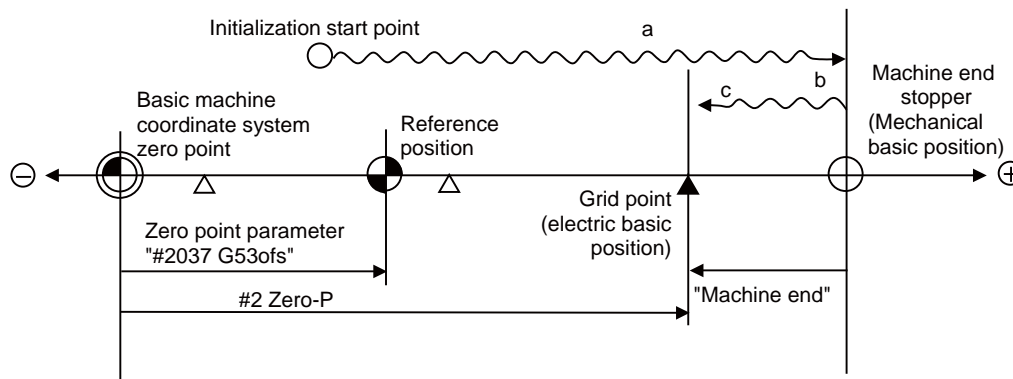 Initialization start point
a
Machine end
stopper
(Mechanical
basic position)
c
b
Basic machine
coordinate system
zero point
Reference
position
−
+
Grid point
(electric basic
position)
Zero point parameter
"#2037 G53ofs"
#2 Zero-P
"Machine end"